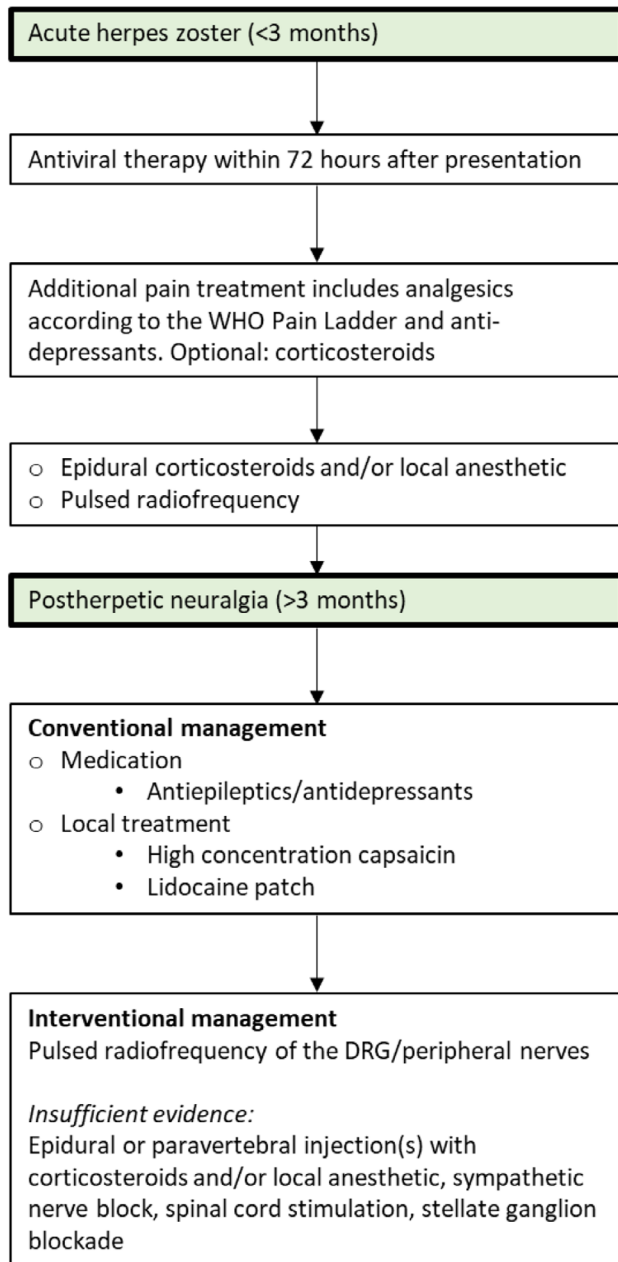 Acute herpes zoster (<3 months)
Antiviral therapy within 72 hours after presentation
Additional pain treatment includes analgesics
according to the WHO Pain Ladder and anti-
depressants. Optional: corticosteroids
o Epidural corticosteroids and/or local anesthetic
o Pulsed radiofrequency
Postherpetic neuralgia (>3 months)
Conventional management
o Medication
• Antiepileptics/antidepressants
o Local treatment
• High concentration capsaicin
• Lidocaine patch
Interventional management
Pulsed radiofrequency of the DRG/peripheral nerves
Insufficient evidence:
Epidural or paravertebral injection(s) with
corticosteroids and/or local anesthetic, sympathetic
nerve block, spinal cord stimulation, stellate ganglion
blockade